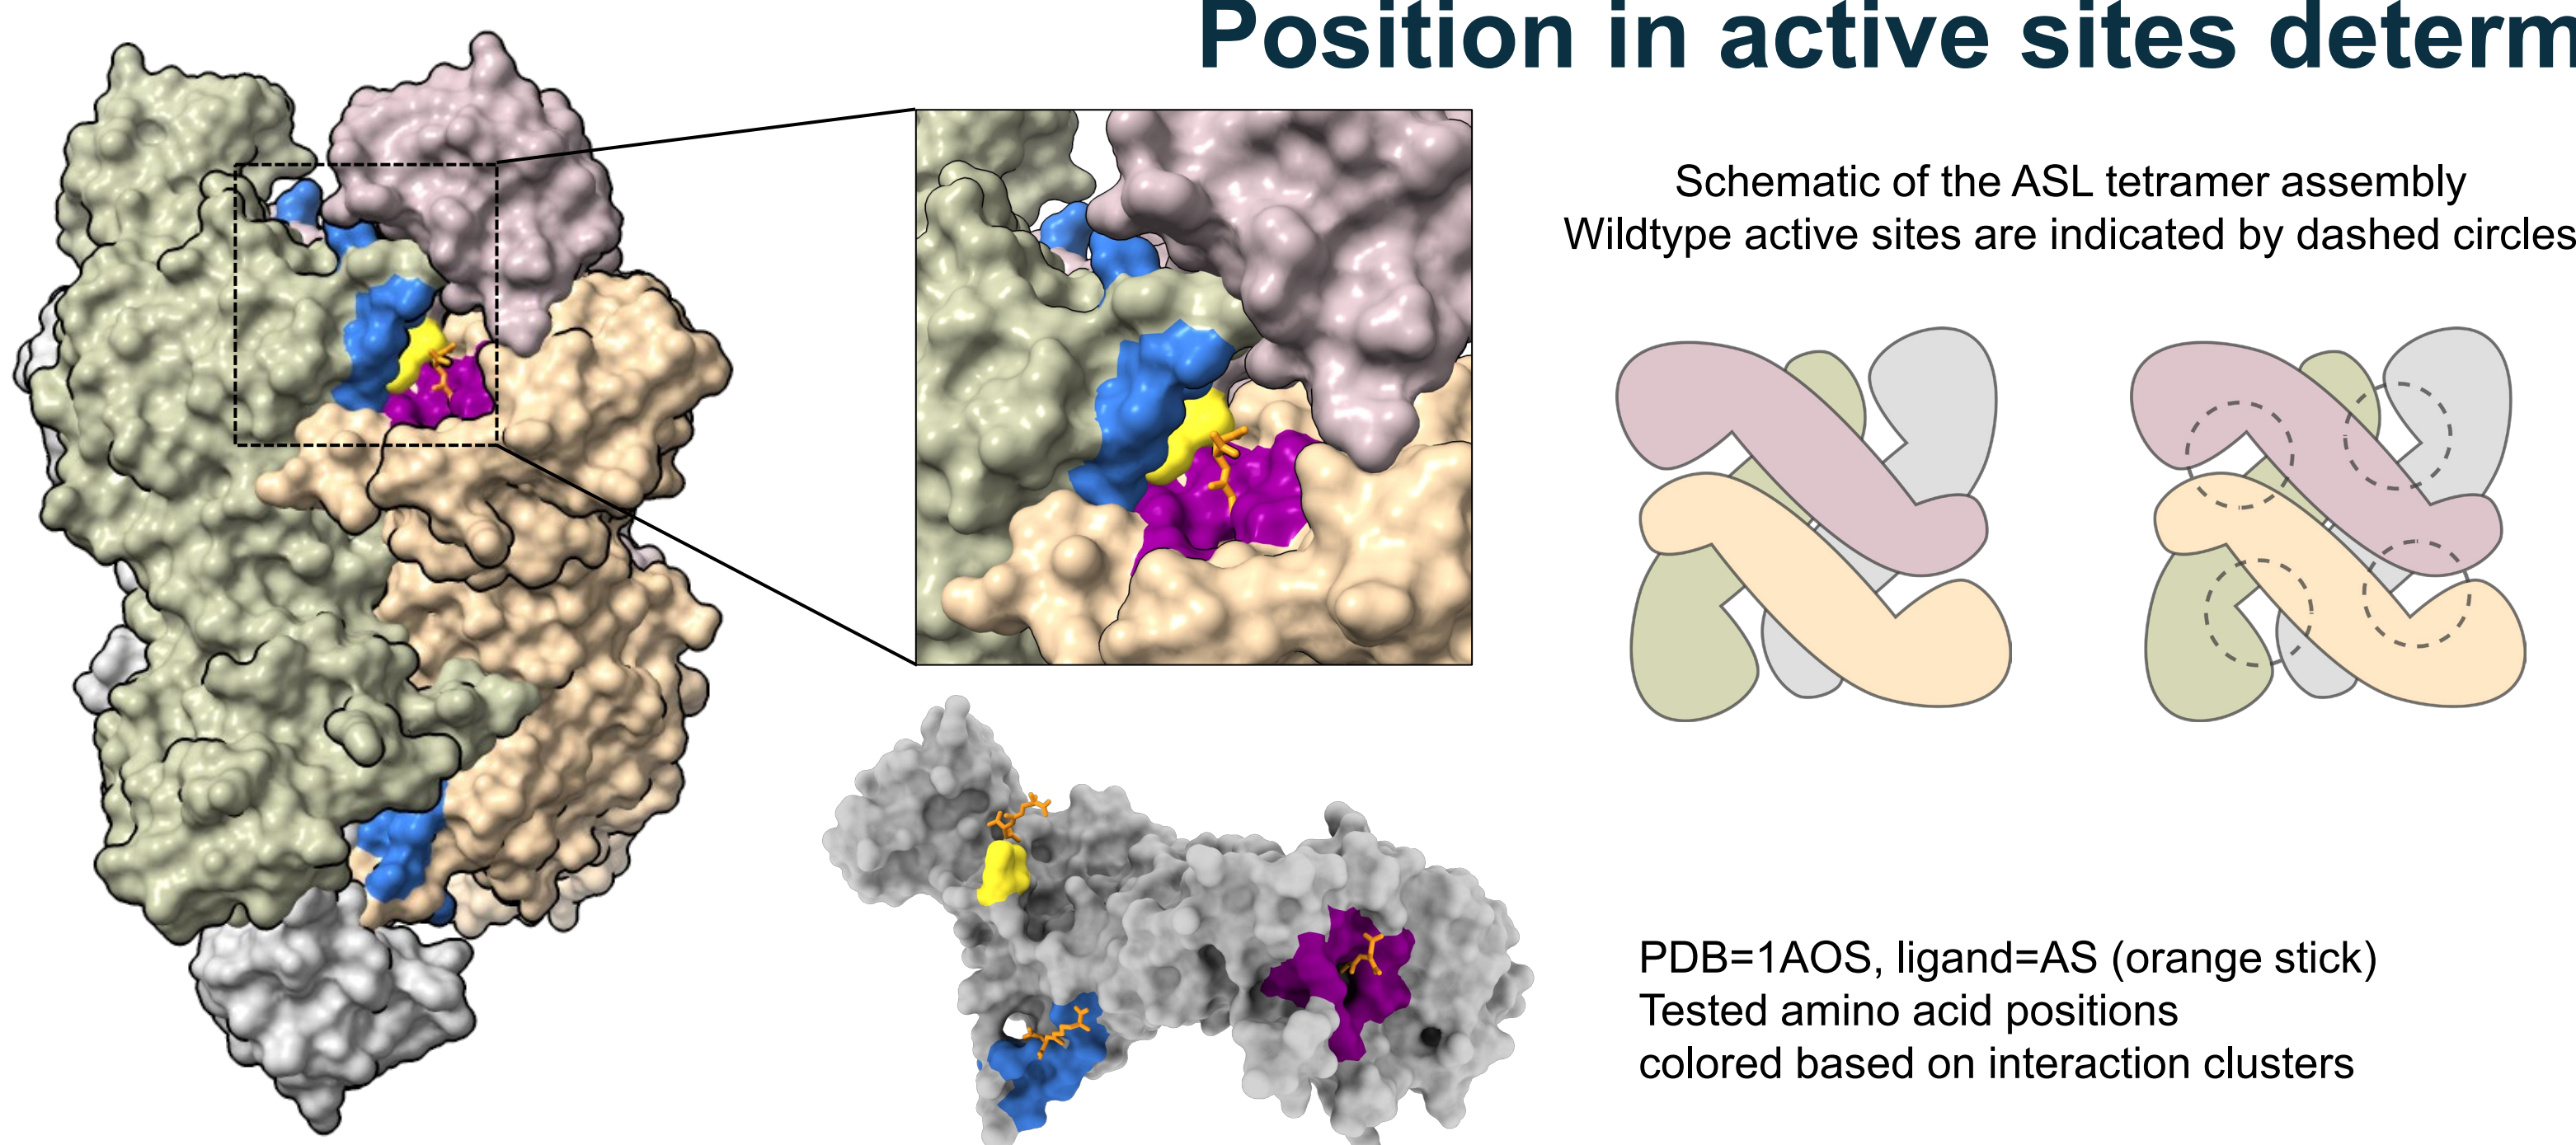 Position in active sites determ
Schematic of the ASL tetramer assembly
Wildtype active sites are indicated by dashed circles
PDB=1AOS, ligand=AS (orange stick)
Tested amino acid positions
colored based on interaction clusters